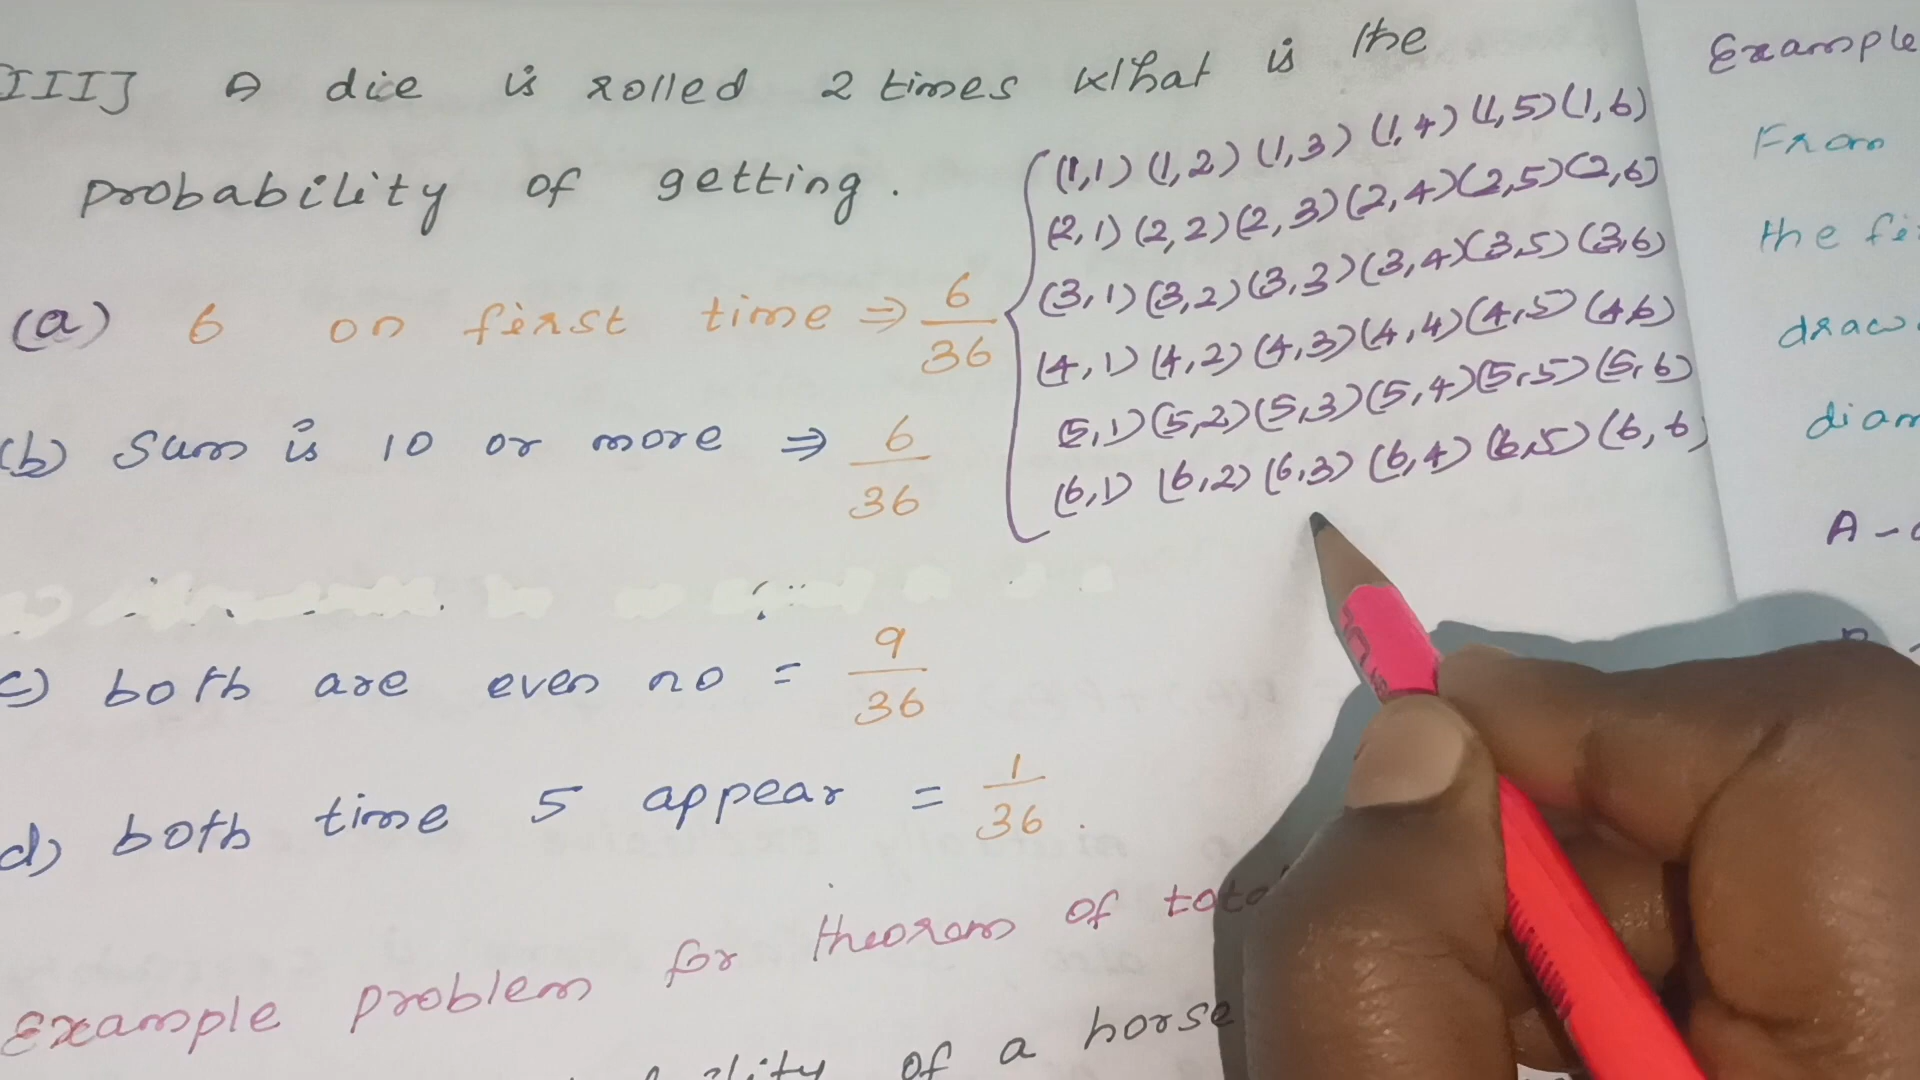 III] A die is rolled 2 times What is the
probability of getting.
(a) 6 on first time ⇒ 6/36
(b) Sum is 10 or more ⇒ 6/36
c) both are even no = 9/36
d) both time 5 appear = 1/36.
(1,1) (1,2) (1,3) (1,4) (1,5) (1,6)
(2,1) (2,2) (2,3) (2,4) (2,5) (2,6)
(3,1) (3,2) (3,3) (3,4) (3,5) (3,6)
(4,1) (4,2) (4,3) (4,4) (4,5) (4,6)
(5,1) (5,2) (5,3) (5,4) (5,5) (5,6)
(6,1) (6,2) (6,3) (6,4) (6,5) (6,6)
Example problem for theorem of
of a horse
Example
From
the
A -